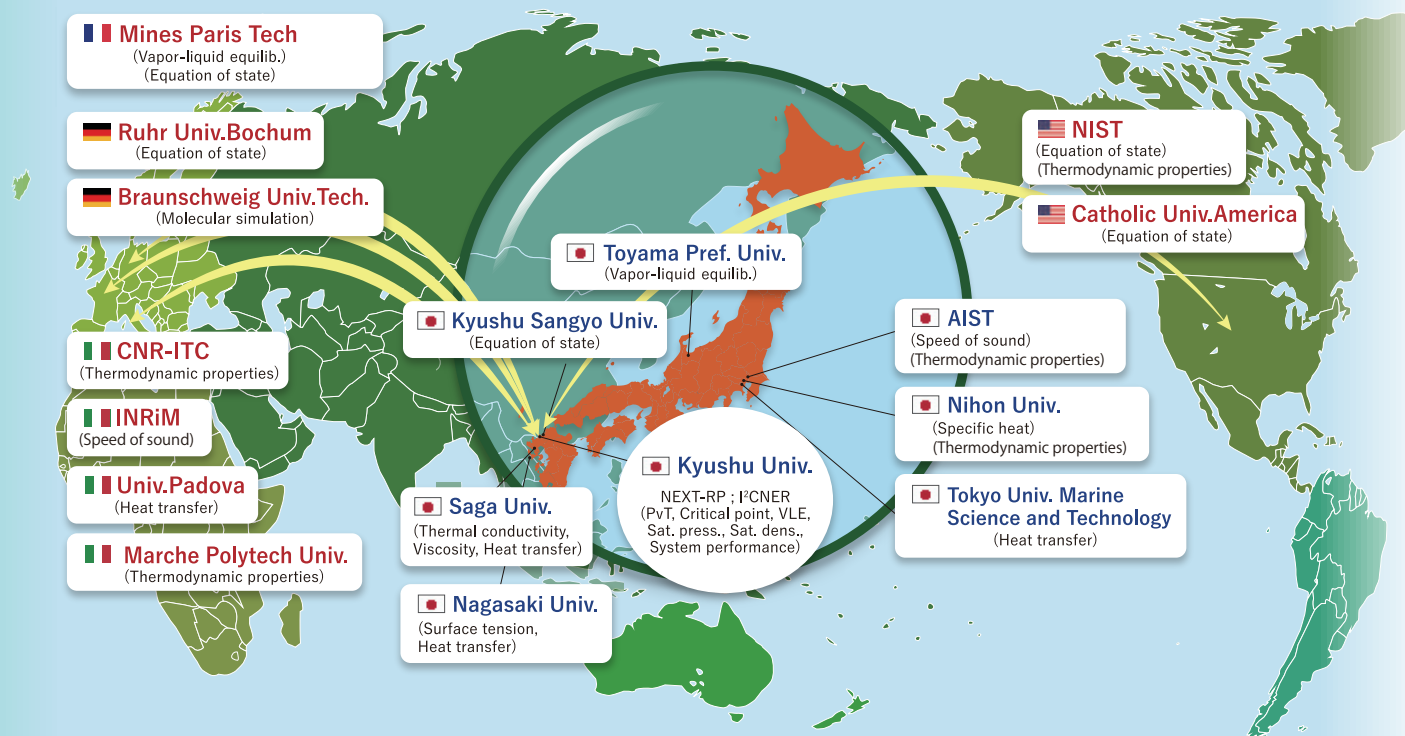 Mines Paris Tech
(Vapor-liquid equilib.)
(Equation of state)
Ruhr Univ.Bochum
(Equation of state)
Braunschweig Univ.Tech.
(Molecular simulation)
CNR-ITC
(Thermodynamic properties)
INRiM
(Speed of sound)
Univ.Padova
(Heat transfer)
Marche Polytech Univ.
(Thermodynamic properties)
Toyama Pref. Univ.
(Vapor-liquid equilib.)
Kyushu Sangyo Univ.
(Equation of state)
Kyushu Univ.
NEXT-RP ; I²CNER
(PvT, Critical point, VLE,
Sat. press., Sat. dens.,
System performance)
Saga Univ.
(Thermal conductivity,
Viscosity, Heat transfer)
Nagasaki Univ.
(Surface tension,
Heat transfer)
NIST
(Equation of state)
(Thermodynamic properties)
Catholic Univ.America
(Equation of state)
AIST
(Speed of sound)
(Thermodynamic properties)
Nihon Univ.
(Specific heat)
(Thermodynamic properties)
Tokyo Univ. Marine
Science and Technology
(Heat transfer)